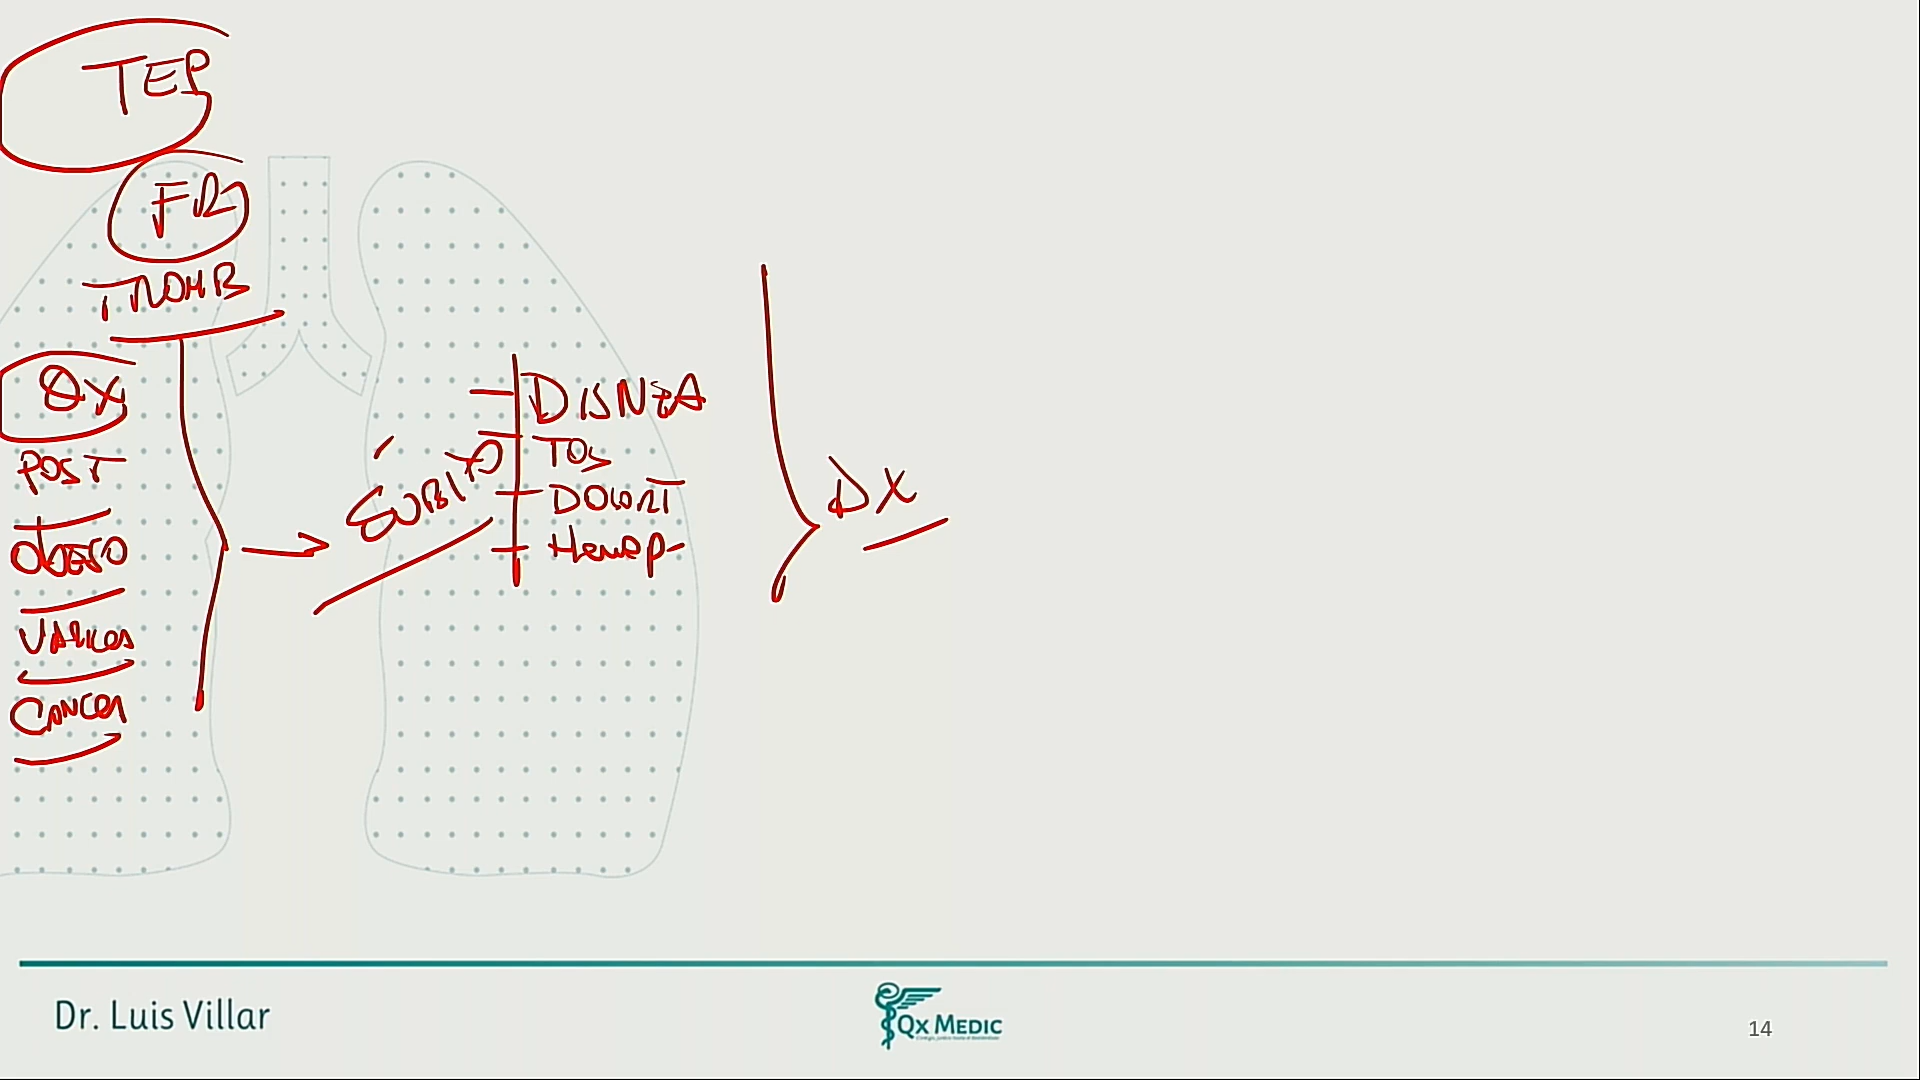 TEP
FR
TROMB
QX
POST
OBESO
VARICES
CANCER
SUBITO
DISNEA
TOS
DOLOR T
HEMOP-
DX
Dr. Luis Villar
QX MEDIC
14